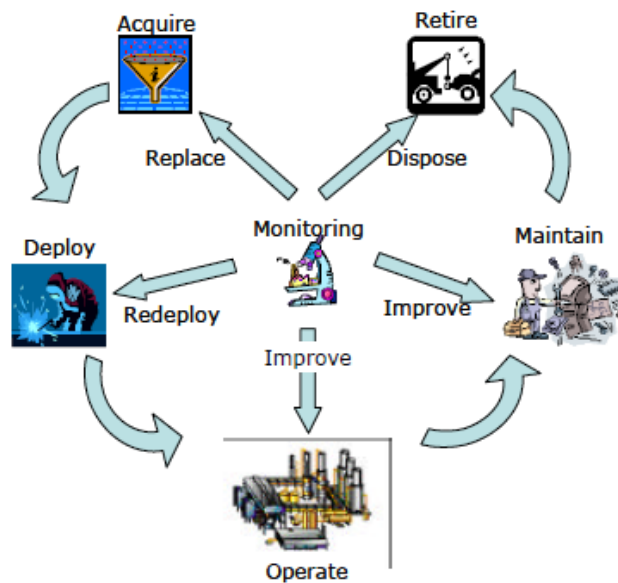 Acquire
Retire
Replace
Dispose
Monitoring
Deploy
Maintain
Redeploy
Improve
Improve
Operate